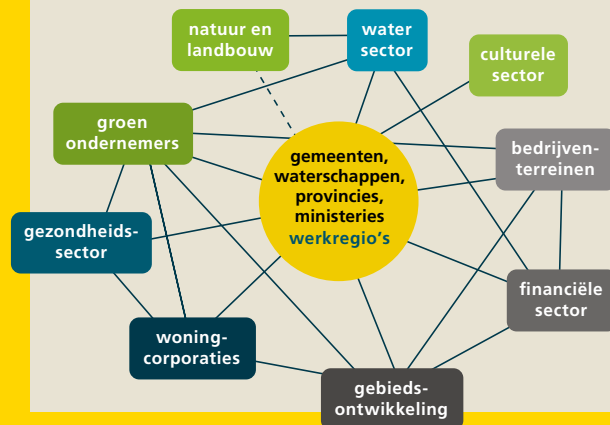 natuur en
landbouw
water
sector
culturele
sector
groen
ondernemers
gemeenten,
waterschappen,
provincies,
ministeries
werkregio's
bedrijven-
terreinen
gezondheids-
sector
financiële
sector
woning-
corporaties
gebieds-
ontwikkeling